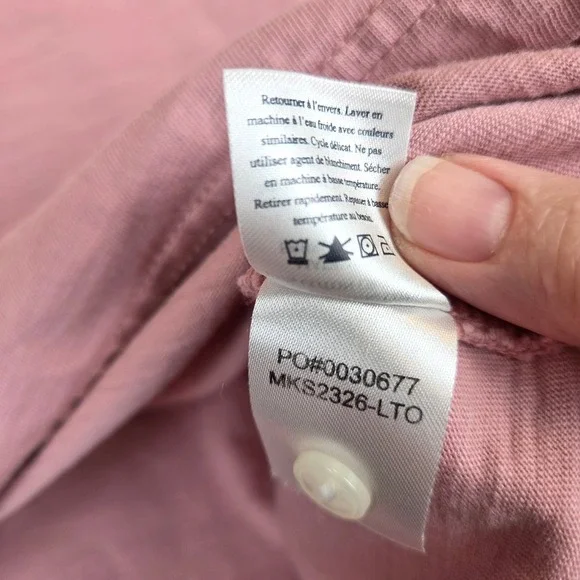 Retourner à l'envers. Laver en
machine à l'eau froide avec couleurs
similaires. Cycle délicat. Ne pas
utiliser agent de blanchiment. Sécher
en machine à basse température.
Retirer rapidement. Repasser à basse
température au besoin.
PO#0030677
MKS2326-LTO